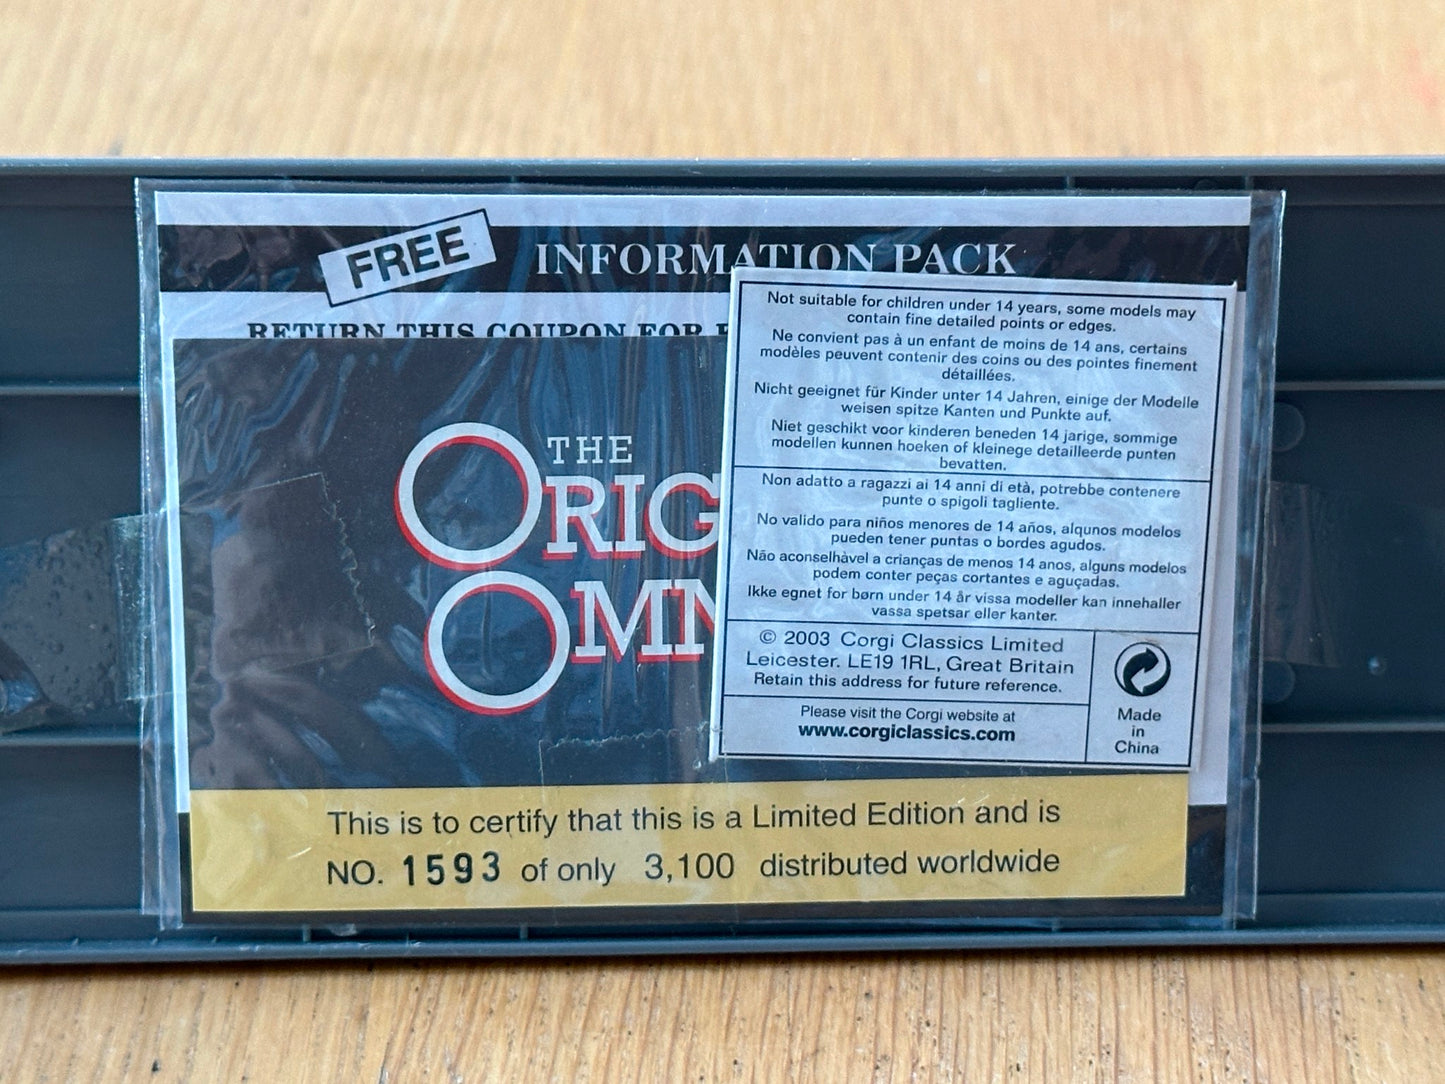 FREE
INFORMATION PACK
RETURN THIS COUPON FOR
THE
ORIG
OMN
Not suitable for children under 14 years, some models may
contain fine detailed points or edges.
Ne convient pas à un enfant de moins de 14 ans, certains
modèles peuvent contenir des coins ou des pointes finement
détaillées.
Nicht geeignet für Kinder unter 14 Jahren, einige der Modelle
weisen spitze Kanten und Punkte auf.
Niet geschikt voor kinderen beneden 14 jarige, sommige
modellen kunnen hoeken of kleinege detailleerde punten
bevatten.
Non adatto a ragazzi ai 14 anni di età, potrebbe contenere
punte o spigoli tagliente.
No valido para niños menores de 14 años, alqunos modelos
pueden tener puntas o bordes agudos.
Não aconselhàvel a crianças de menos 14 anos, alguns modelos
podem conter peças cortantes e aguçadas.
Ikke egnet for børn under 14 år vissa modeller kan innehaller
vassa spetsar eller kanter.
© 2003 Corgi Classics Limited
Leicester. LE19 1RL, Great Britain
Retain this address for future reference.
Please visit the Corgi website at
www.corgiclassics.com
Made
in
China
This is to certify that this is a Limited Edition and is
NO. 1593 of only 3,100 distributed worldwide